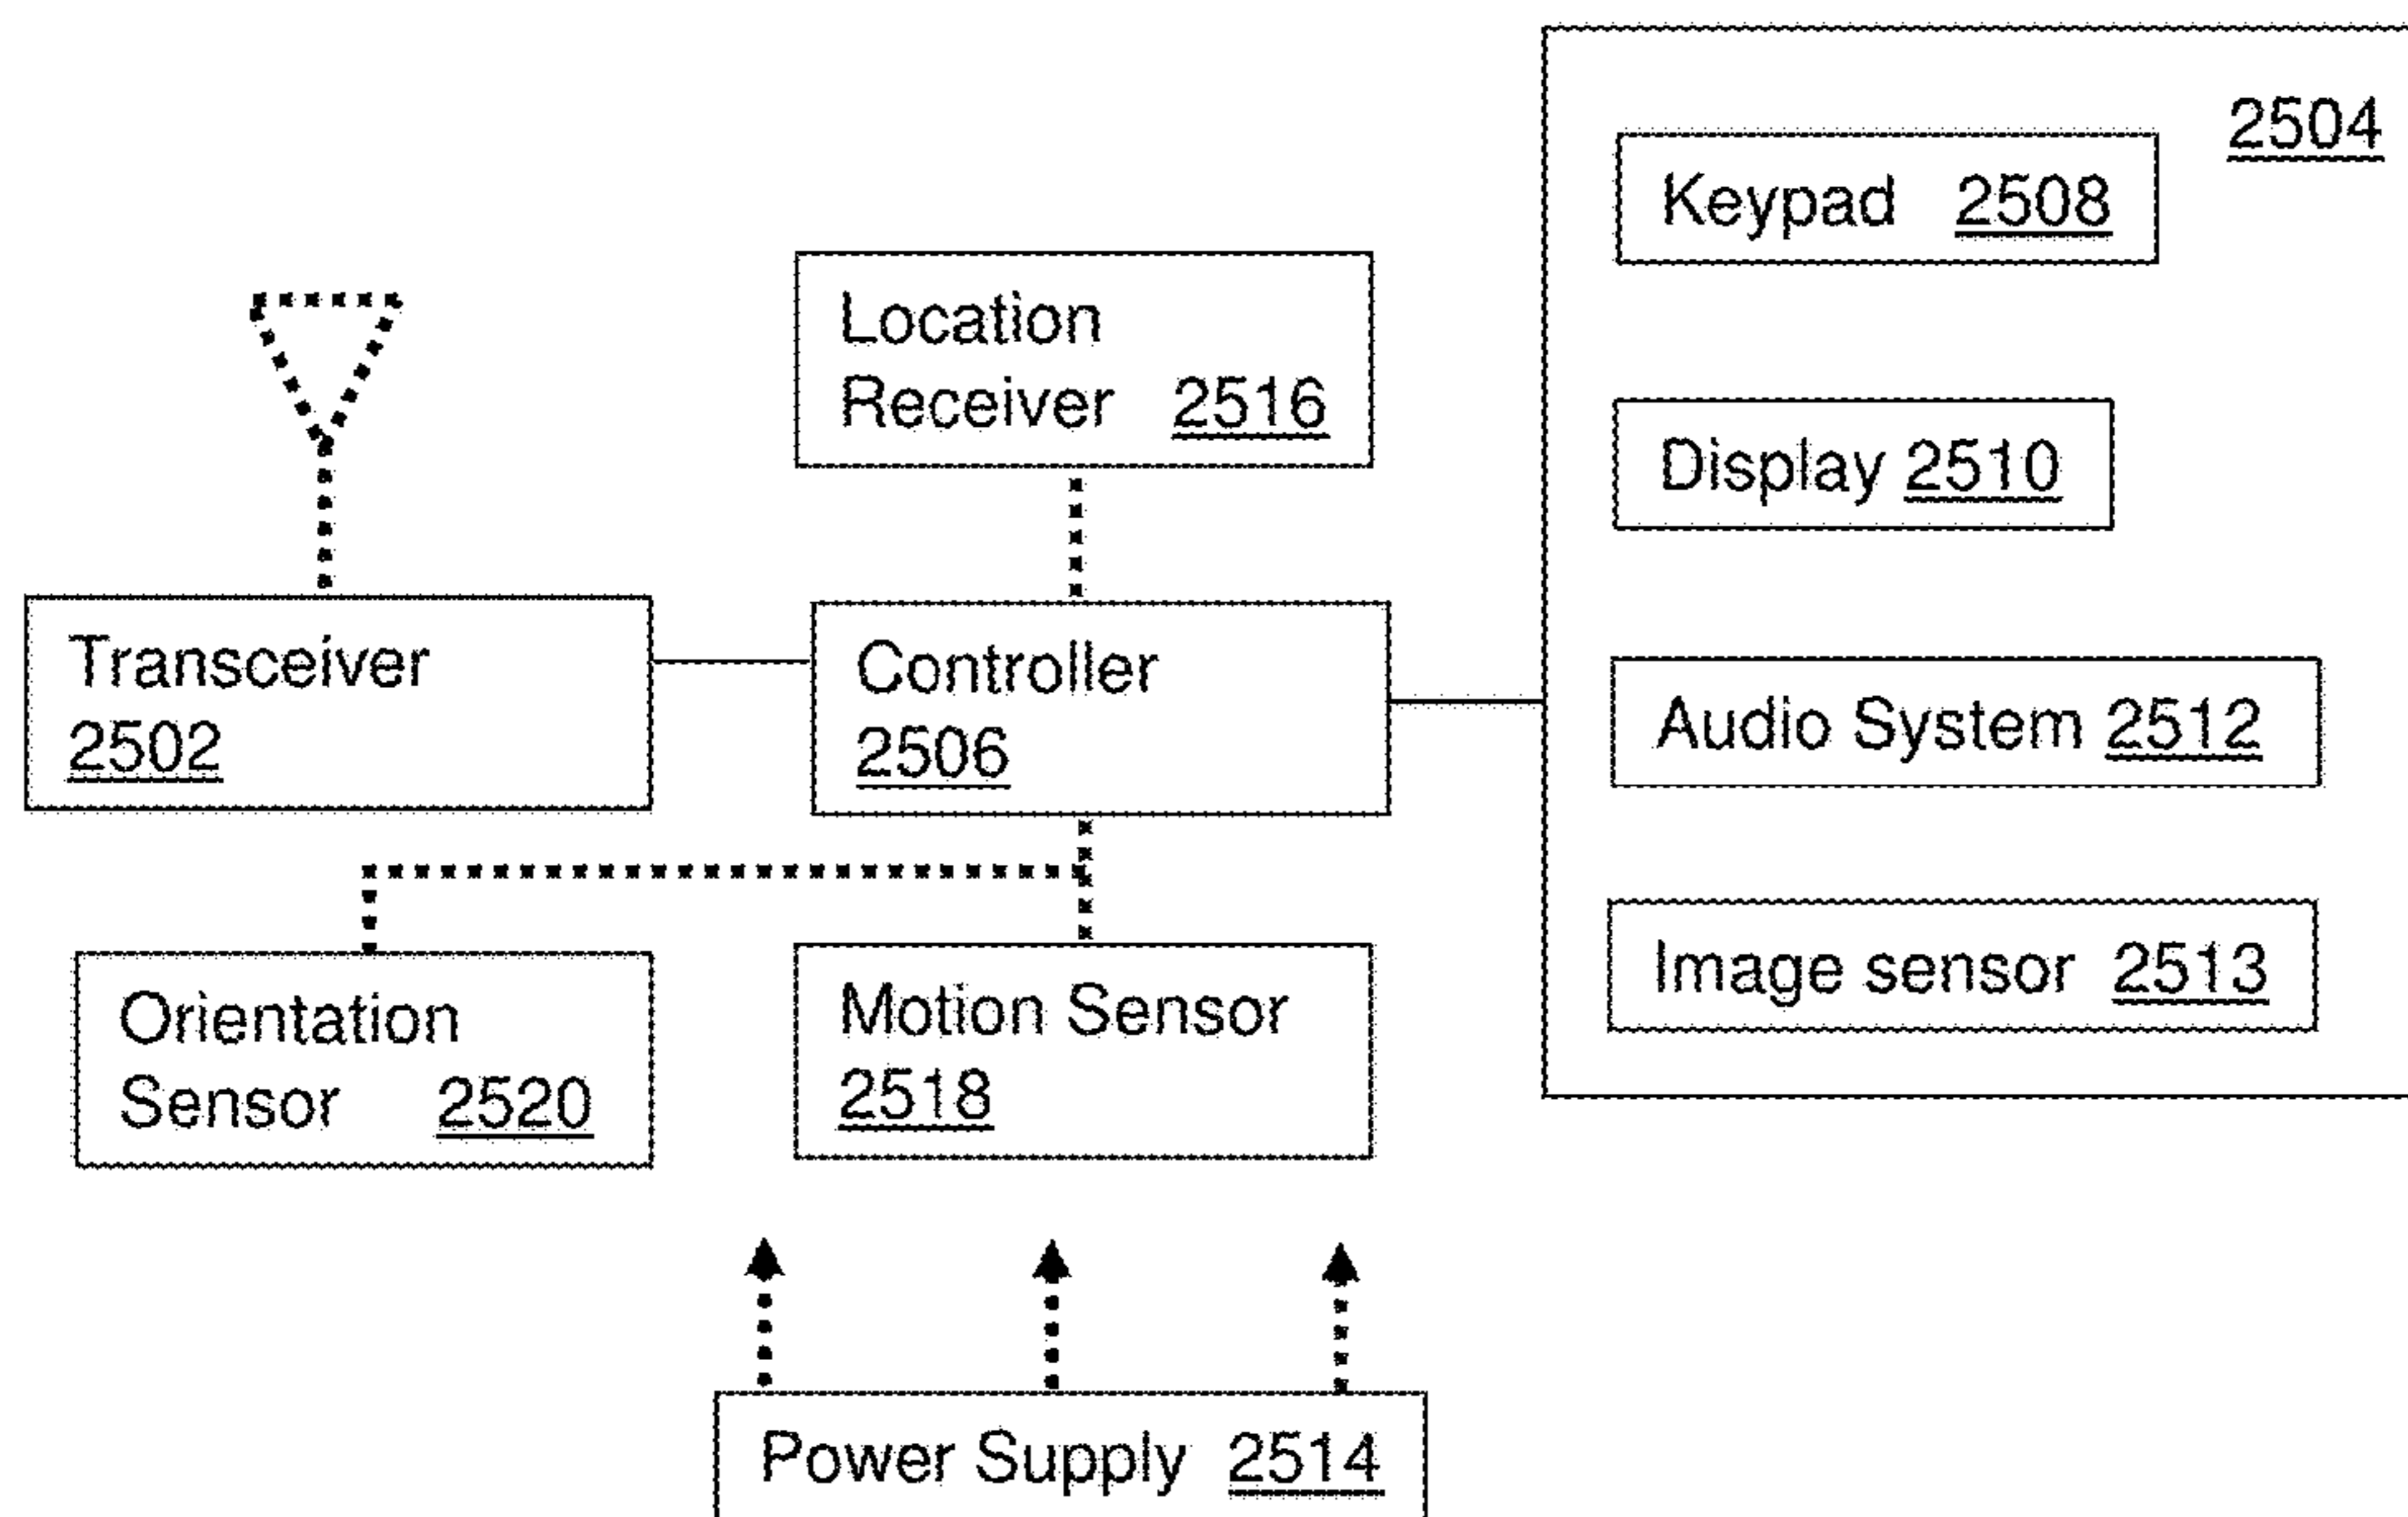 2504
Keypad 2508
Location
Receiver 2516
Display 2510
Transceiver
2502
Controller
2506
Audio System 2512
Image sensor 2513
Orientation
Sensor 2520
Motion Sensor
2518
Power Supply 2514